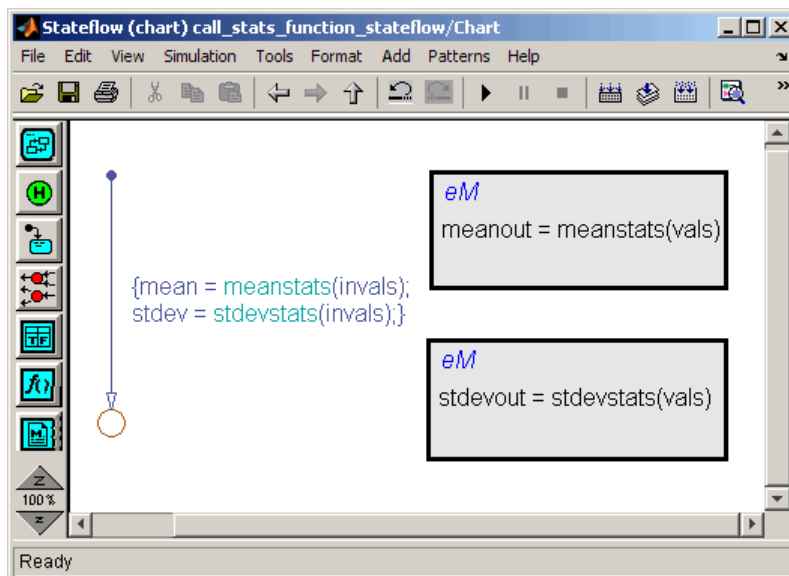 Stateflow (chart) call_stats_function_stateflow/Chart
File Edit View Simulation Tools Format Add Patterns Help
H
eM
meanout = meanstats(vals)
{mean = meanstats(invals);
stdev = stdevstats(invals);}
eM
stdevout = stdevstats(vals)
TF
f()
M
Z
100%
z
Ready